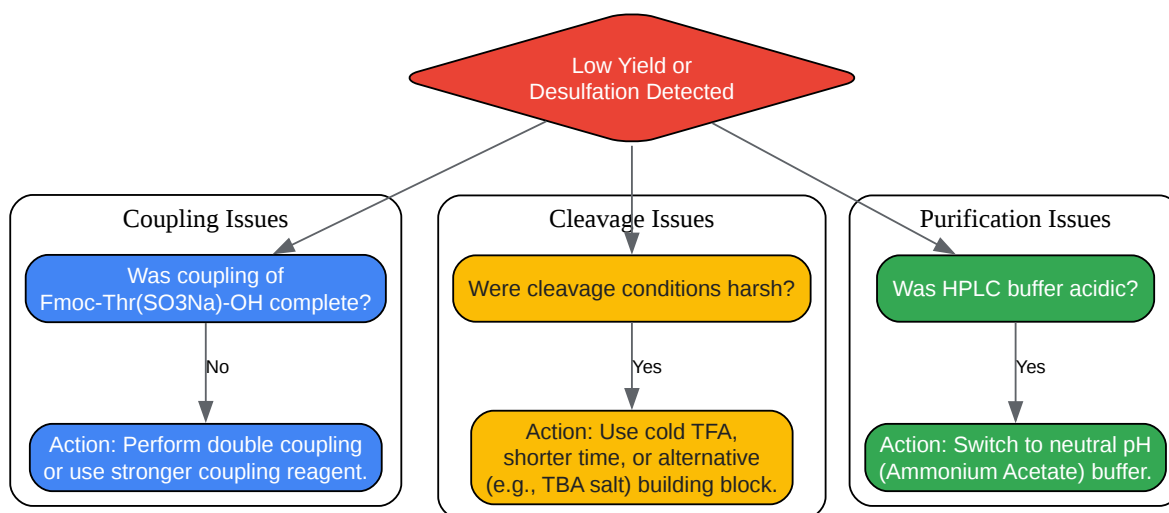 Low Yield or
Desulfation Detected
Coupling Issues
Was coupling of
Fmoc-Thr(SO3Na)-OH complete?
No
Action: Perform double coupling
or use stronger coupling reagent.
Cleavage Issues
Were cleavage conditions harsh?
Yes
Action: Use cold TFA,
shorter time, or alternative
(e.g., TBA salt) building block.
Purification Issues
Was HPLC buffer acidic?
Yes
Action: Switch to neutral pH
(Ammonium Acetate) buffer.